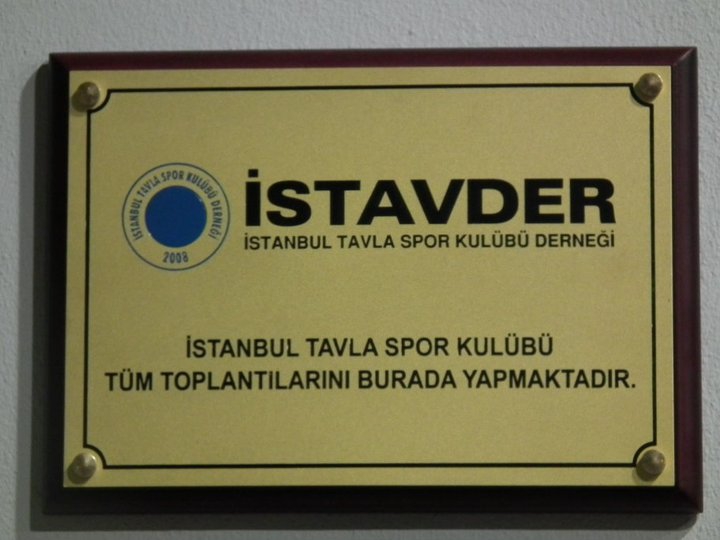 İSTANBUL TAVLA SPOR KULÜBÜ DERNEĞİ
2008
İSTAVDER
İSTANBUL TAVLA SPOR KULÜBÜ DERNEĞİ
İSTANBUL TAVLA SPOR KULÜBÜ
TÜM TOPLANTiLARINI BURADA YAPMAKTADIR.